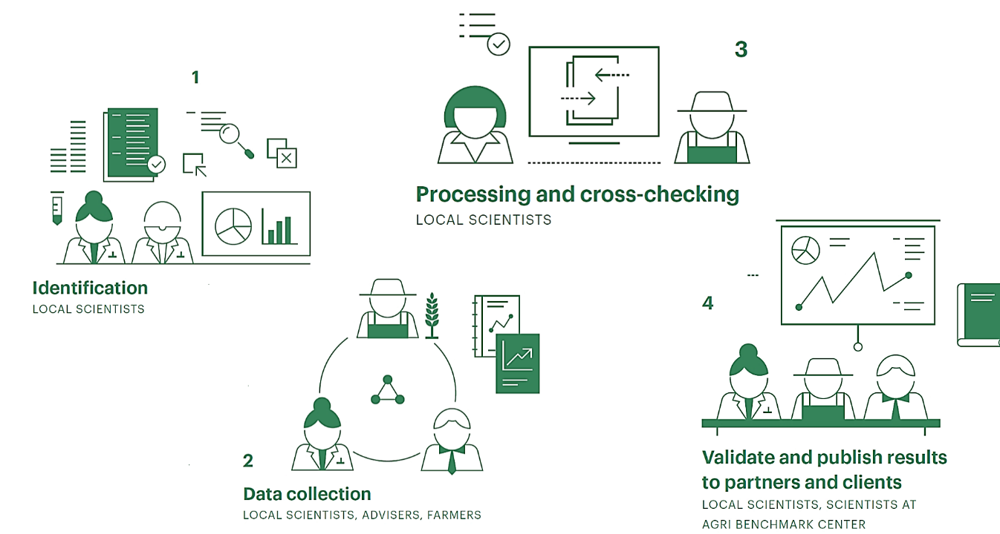 1
Identification
LOCAL SCIENTISTS
2
Data collection
LOCAL SCIENTISTS, ADVISERS, FARMERS
3
Processing and cross-checking
LOCAL SCIENTISTS
4
Validate and publish results
to partners and clients
LOCAL SCIENTISTS, SCIENTISTS AT
AGRI BENCHMARK CENTER